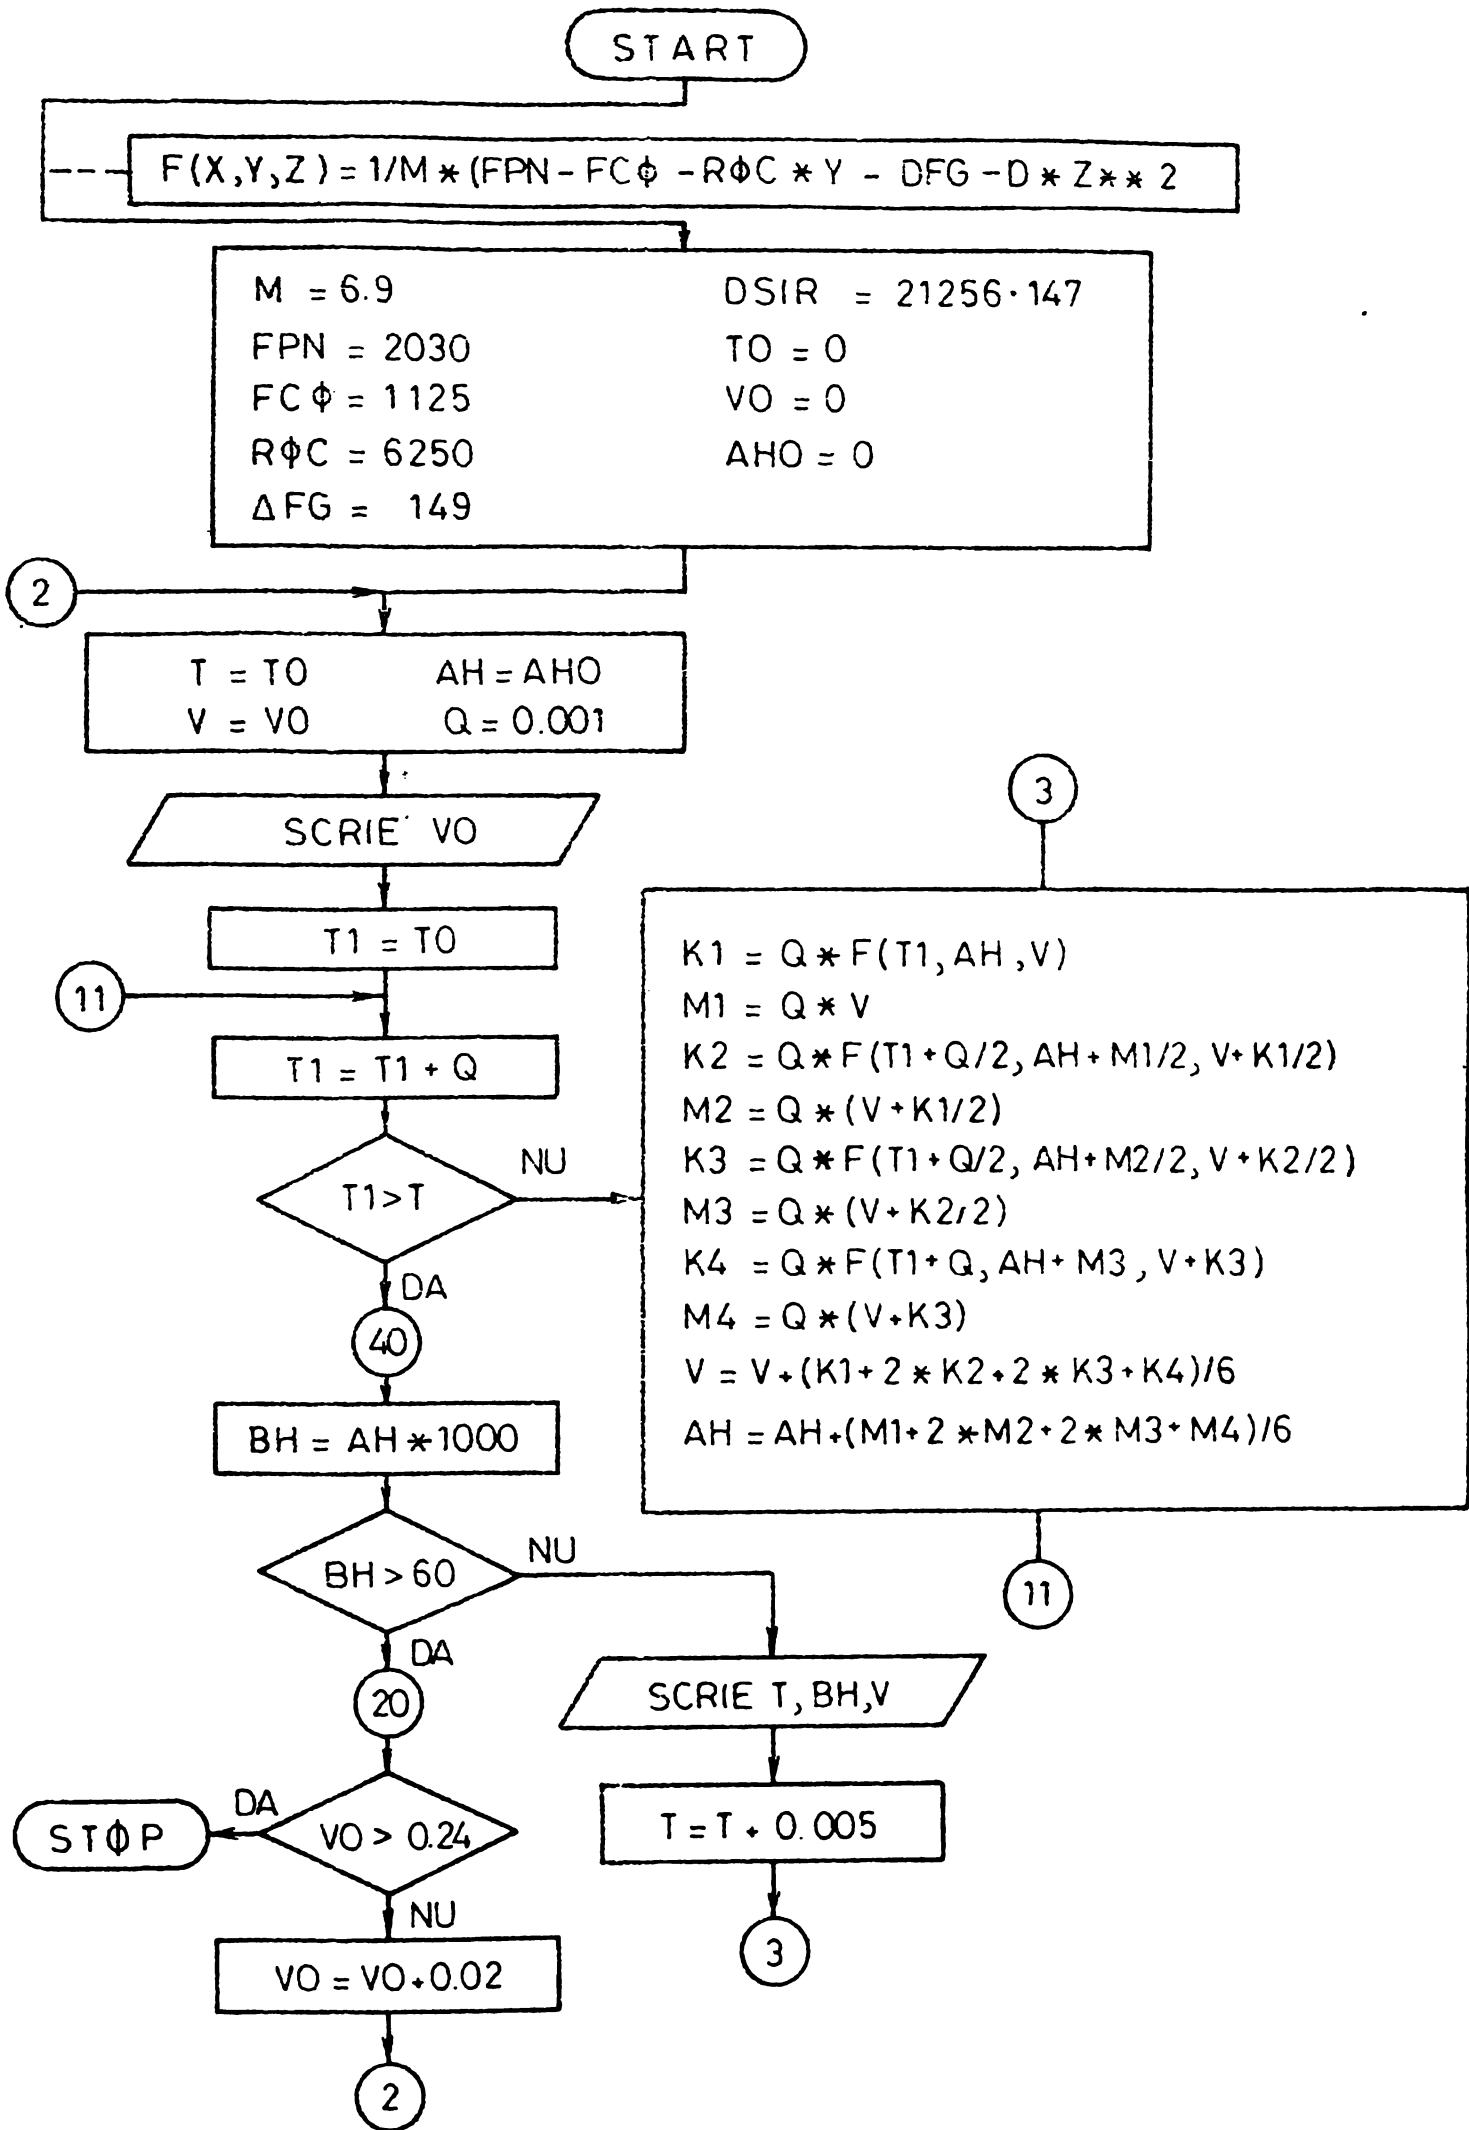 START
F(X,Y,Z) = 1/M * (FPN - FCΦ - RΦC * Y - DFG - D * Z ** 2
M = 6.9
DSIR = 21256.147
FPN = 2030
TO = 0
FCΦ = 1125
VO = 0
RΦC = 6250
AHO = 0
ΔFG = 149
2
T = TO
AH = AHO
V = VO
Q = 0.001
SCRIE VO
T1 = TO
11
T1 = T1 + Q
T1 > T
NU
DA
40
BH = AH * 1000
BH > 60
NU
DA
20
VO > 0.24
DA
STΦP
NU
VO = VO + 0.02
2
3
K1 = Q * F(T1, AH, V)
M1 = Q * V
K2 = Q * F(T1 + Q/2, AH + M1/2, V + K1/2)
M2 = Q * (V + K1/2)
K3 = Q * F(T1 + Q/2, AH + M2/2, V + K2/2)
M3 = Q * (V + K2/2)
K4 = Q * F(T1 + Q, AH + M3, V + K3)
M4 = Q * (V + K3)
V = V + (K1 + 2 * K2 + 2 * K3 + K4)/6
AH = AH + (M1 + 2 * M2 + 2 * M3 + M4)/6
11
SCRIE T, BH, V
T = T + 0.005
3